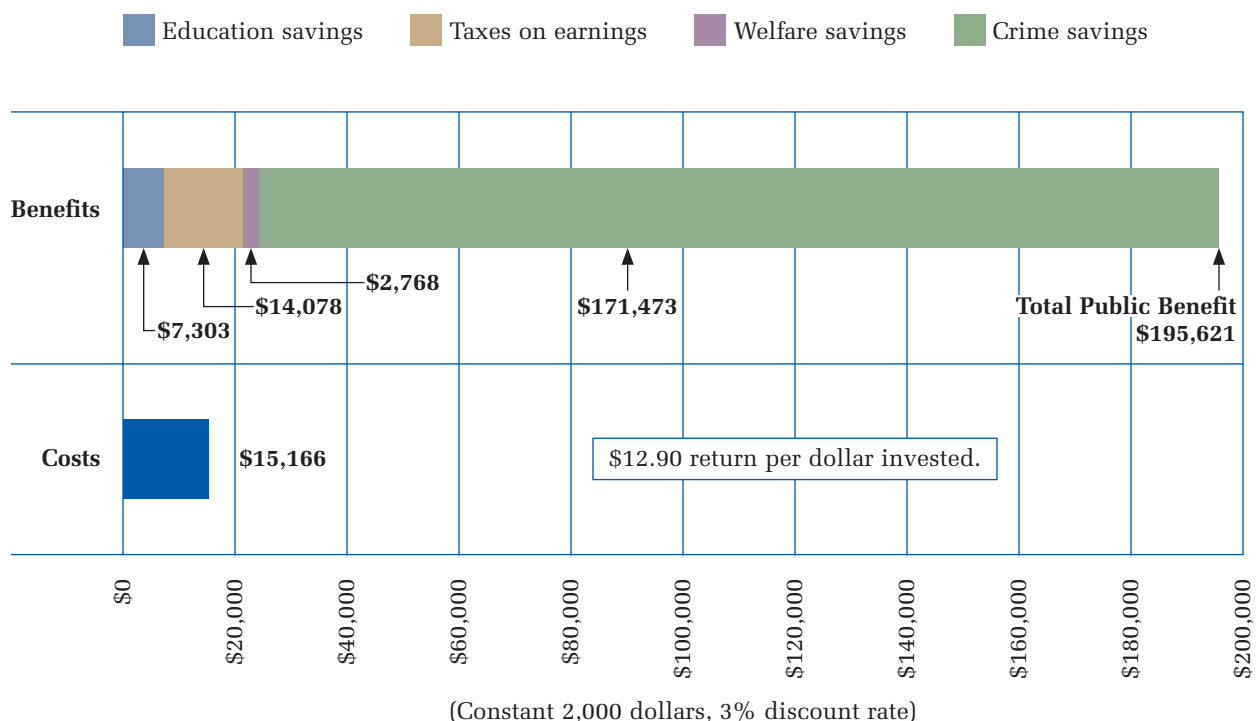 Education savings
Taxes on earnings
Welfare savings
Crime savings
Benefits
$2,768
$14,078
$7,303
$171,473
Total Public Benefit
$195,621
Costs
$15,166
$12.90 return per dollar invested.
$0
$20,000
$40,000
$60,000
$80,000
$100,000
$120,000
$140,000
$160,000
$180,000
$200,000
(Constant 2,000 dollars, 3% discount rate)